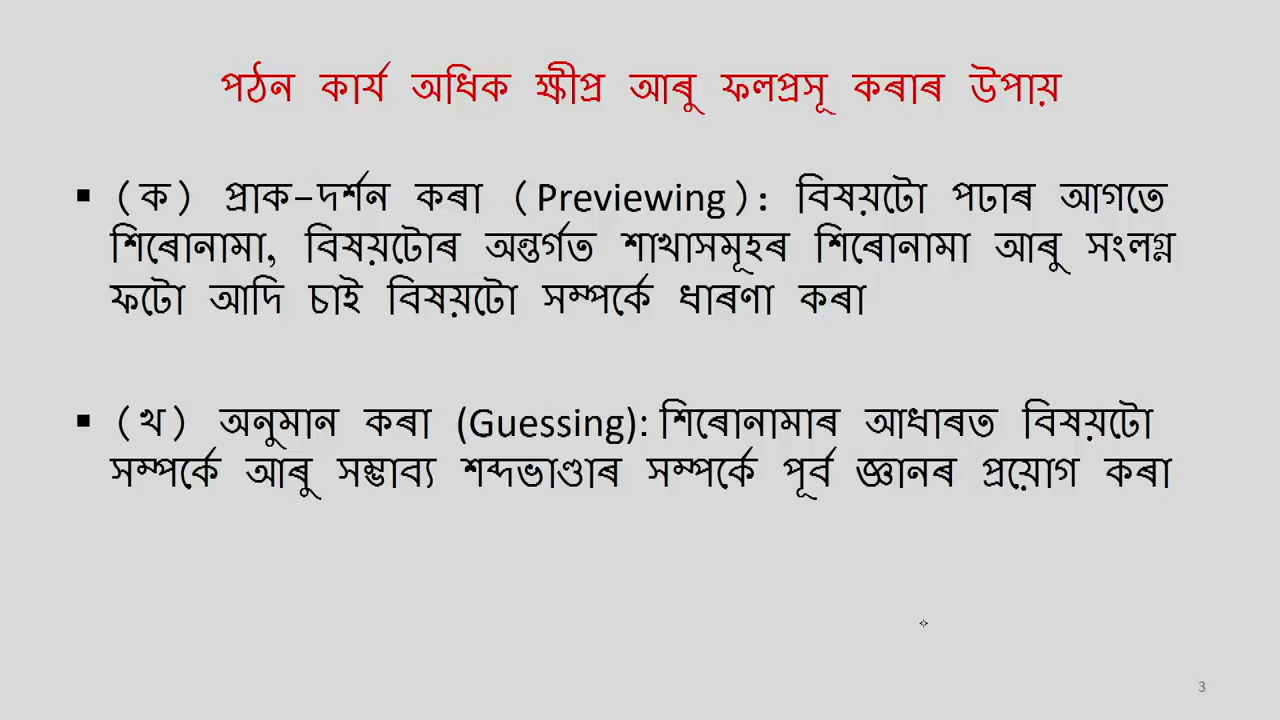 পঠন কাৰ্য অধিক ক্ষীপ্ৰ আৰু ফলপ্ৰসূ কৰাৰ উপায়
▪ (ক) প্ৰাক-দৰ্শন কৰা (Previewing): বিষয়টো পঢাৰ আগতে
শিৰোনামা, বিষয়টোৰ অন্তৰ্গত শাখাসমূহৰ শিৰোনামা আৰু সংলগ্ন
ফটো আদি চাই বিষয়টো সম্পৰ্কে ধাৰণা কৰা
▪ (খ) অনুমান কৰা (Guessing): শিৰোনামাৰ আধাৰত বিষয়টো
সম্পৰ্কে আৰু সম্ভাব্য শব্দভাণ্ডাৰ সম্পৰ্কে পূৰ্ব জ্ঞানৰ প্ৰয়োগ কৰা
3